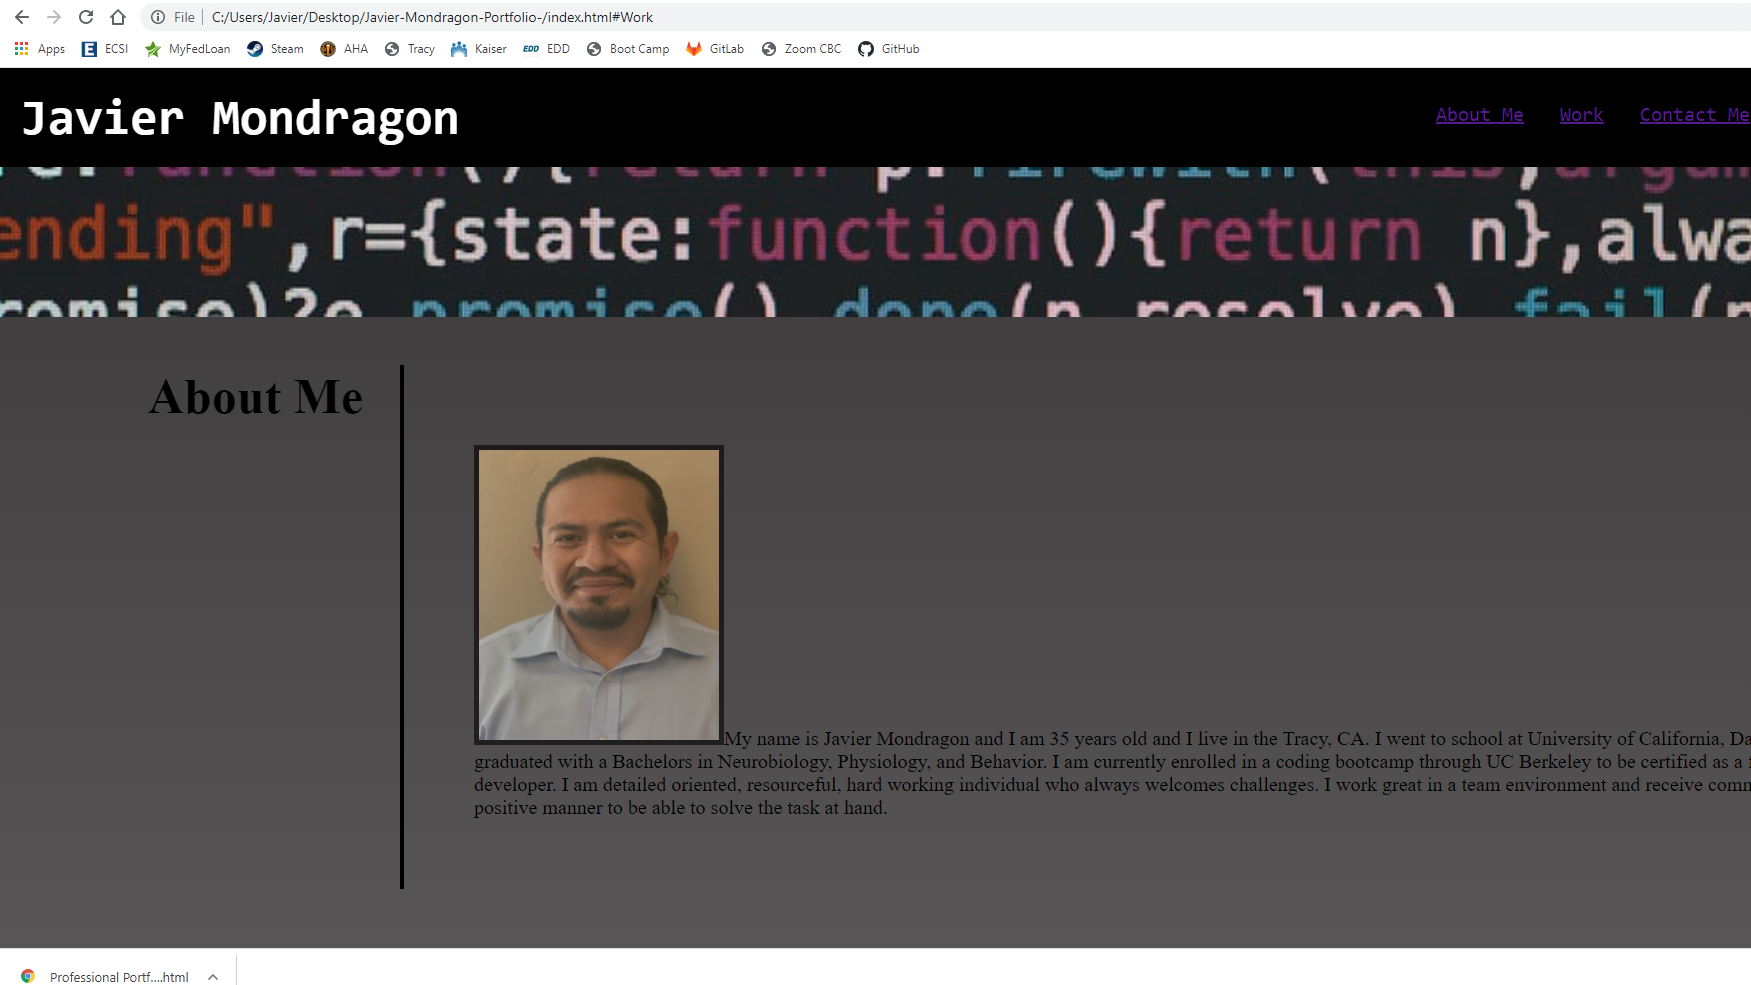 File C:/Users/Javier/Desktop/Javier-Mondragon-Portfolio-/index.html#Work
Apps ECSI MyFedLoan Steam AHA Tracy Kaiser EDD EDD Boot Camp GitLab Zoom CBC GitHub
Javier Mondragon
About Me Work Contact Me
ending",r={state:function(){return n},alwa
promise()
About Me
My name is Javier Mondragon and I am 35 years old and I live in the Tracy, CA. I went to school at University of California, Da
graduated with a Bachelors in Neurobiology, Physiology, and Behavior. I am currently enrolled in a coding bootcamp through UC Berkeley to be certified as a
developer. I am detailed oriented, resourceful, hard working individual who always welcomes challenges. I work great in a team environment and receive
positive manner to be able to solve the task at hand.
Professional Portf....html